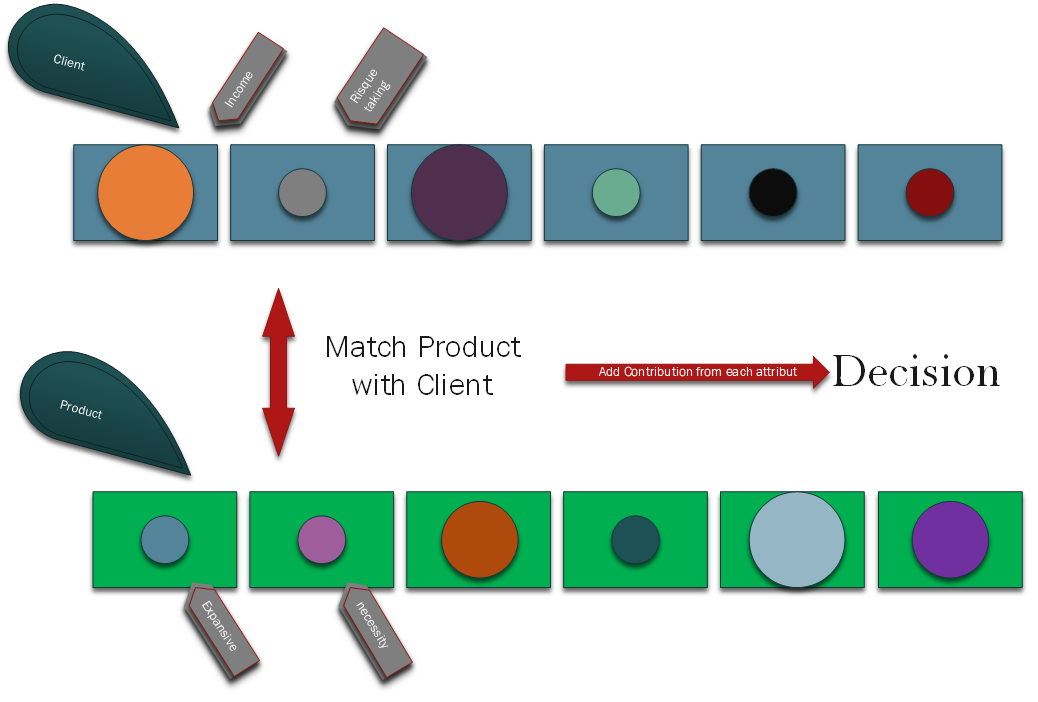 Client
Income
Risque
taking
Match Product
with Client
Add Contribution from each attribut
Decision
Product
Expansive
necessity